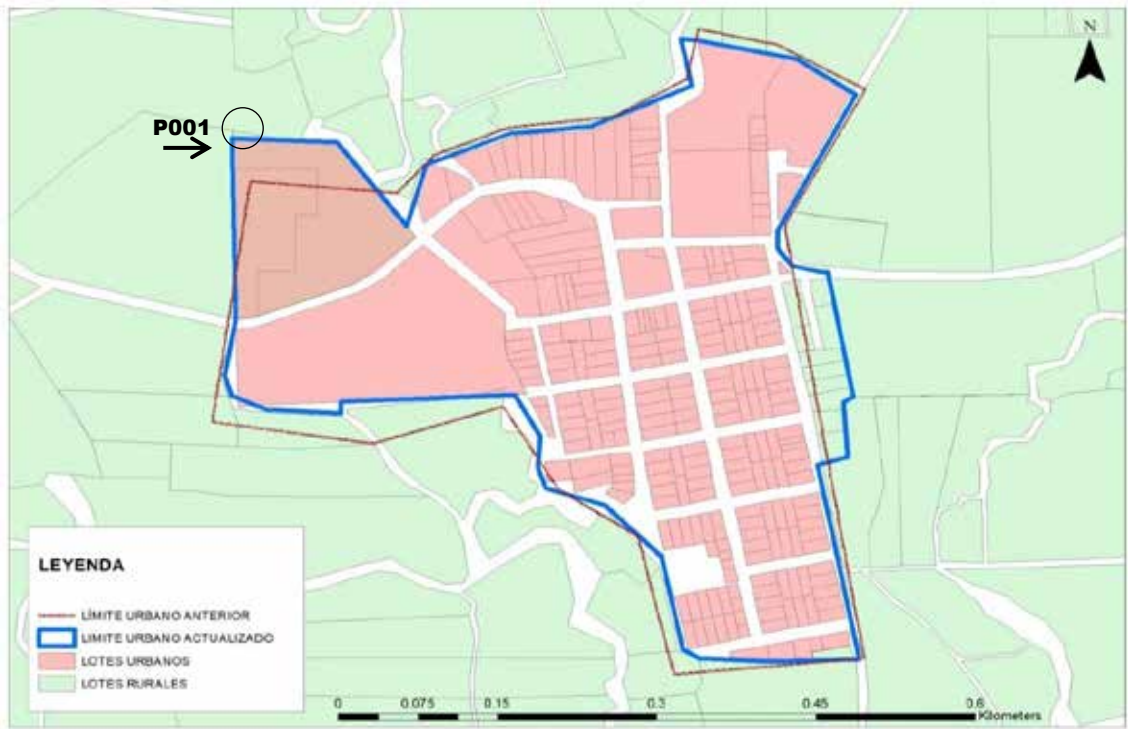 N
P001
LEYENDA
LÍMITE URBANO ANTERIOR
LIMITE URBANO ACTUALIZADO
LOTES URBANOS
LOTES RURALES
0 0.075 0.15 0.3 0.45 0.6
Kilometers